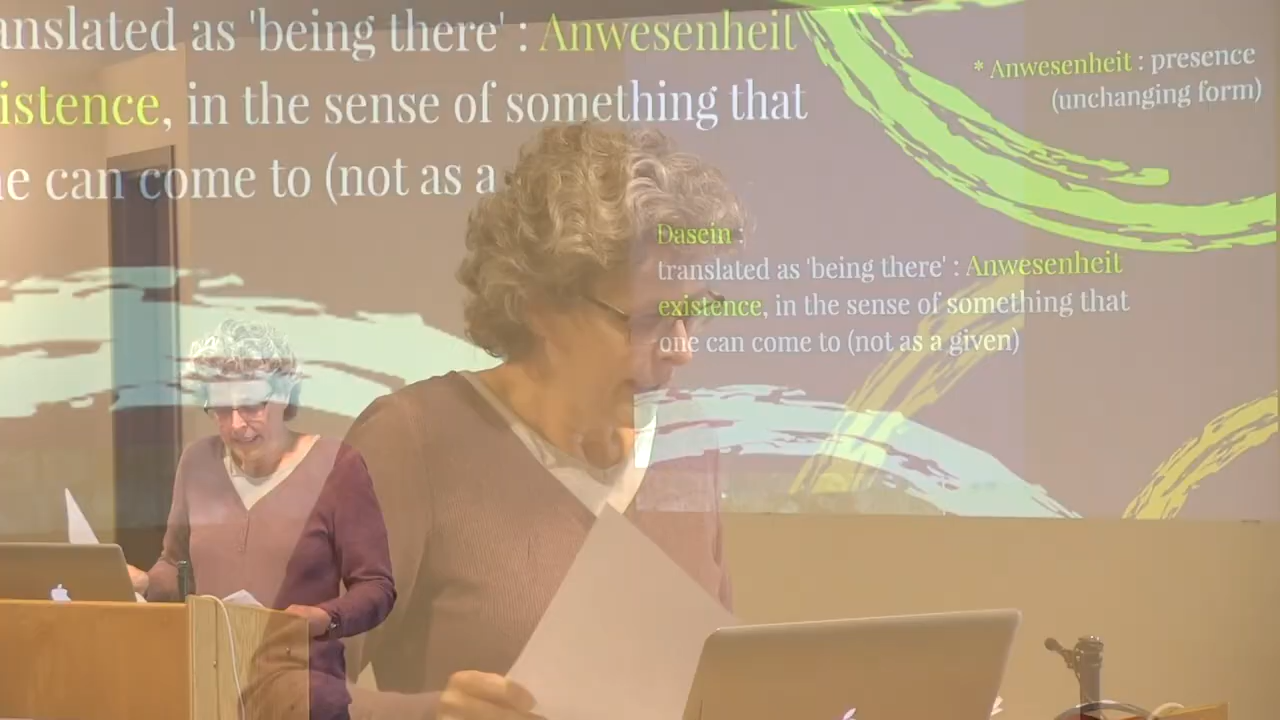 anslated as 'being there' : Anwesenheit
istence, in the sense of something that
e can come to (not as a
* Anwesenheit : presence
(unchanging form)
Dasein :
translated as 'being there' : Anwesenheit
existence, in the sense of something that
one can come to (not as a given)